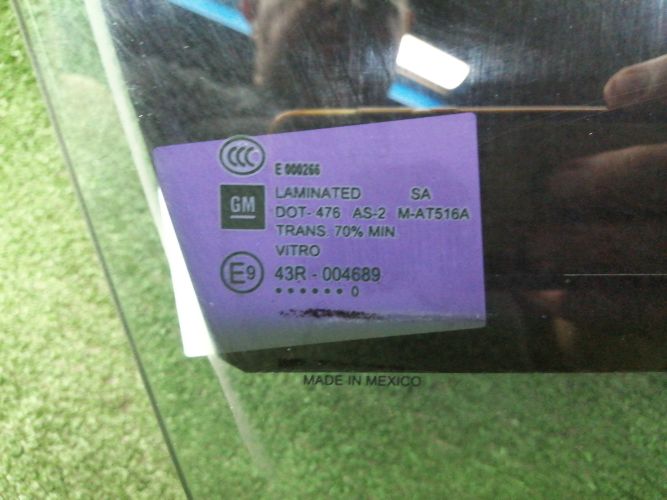 CCC
E 000266
GM
LAMINATED SA
DOT- 476 AS-2 M-AT516A
TRANS. 70% MIN
VITRO
E9 43R - 004689
• • • • • • 0
MADE IN MEXICO